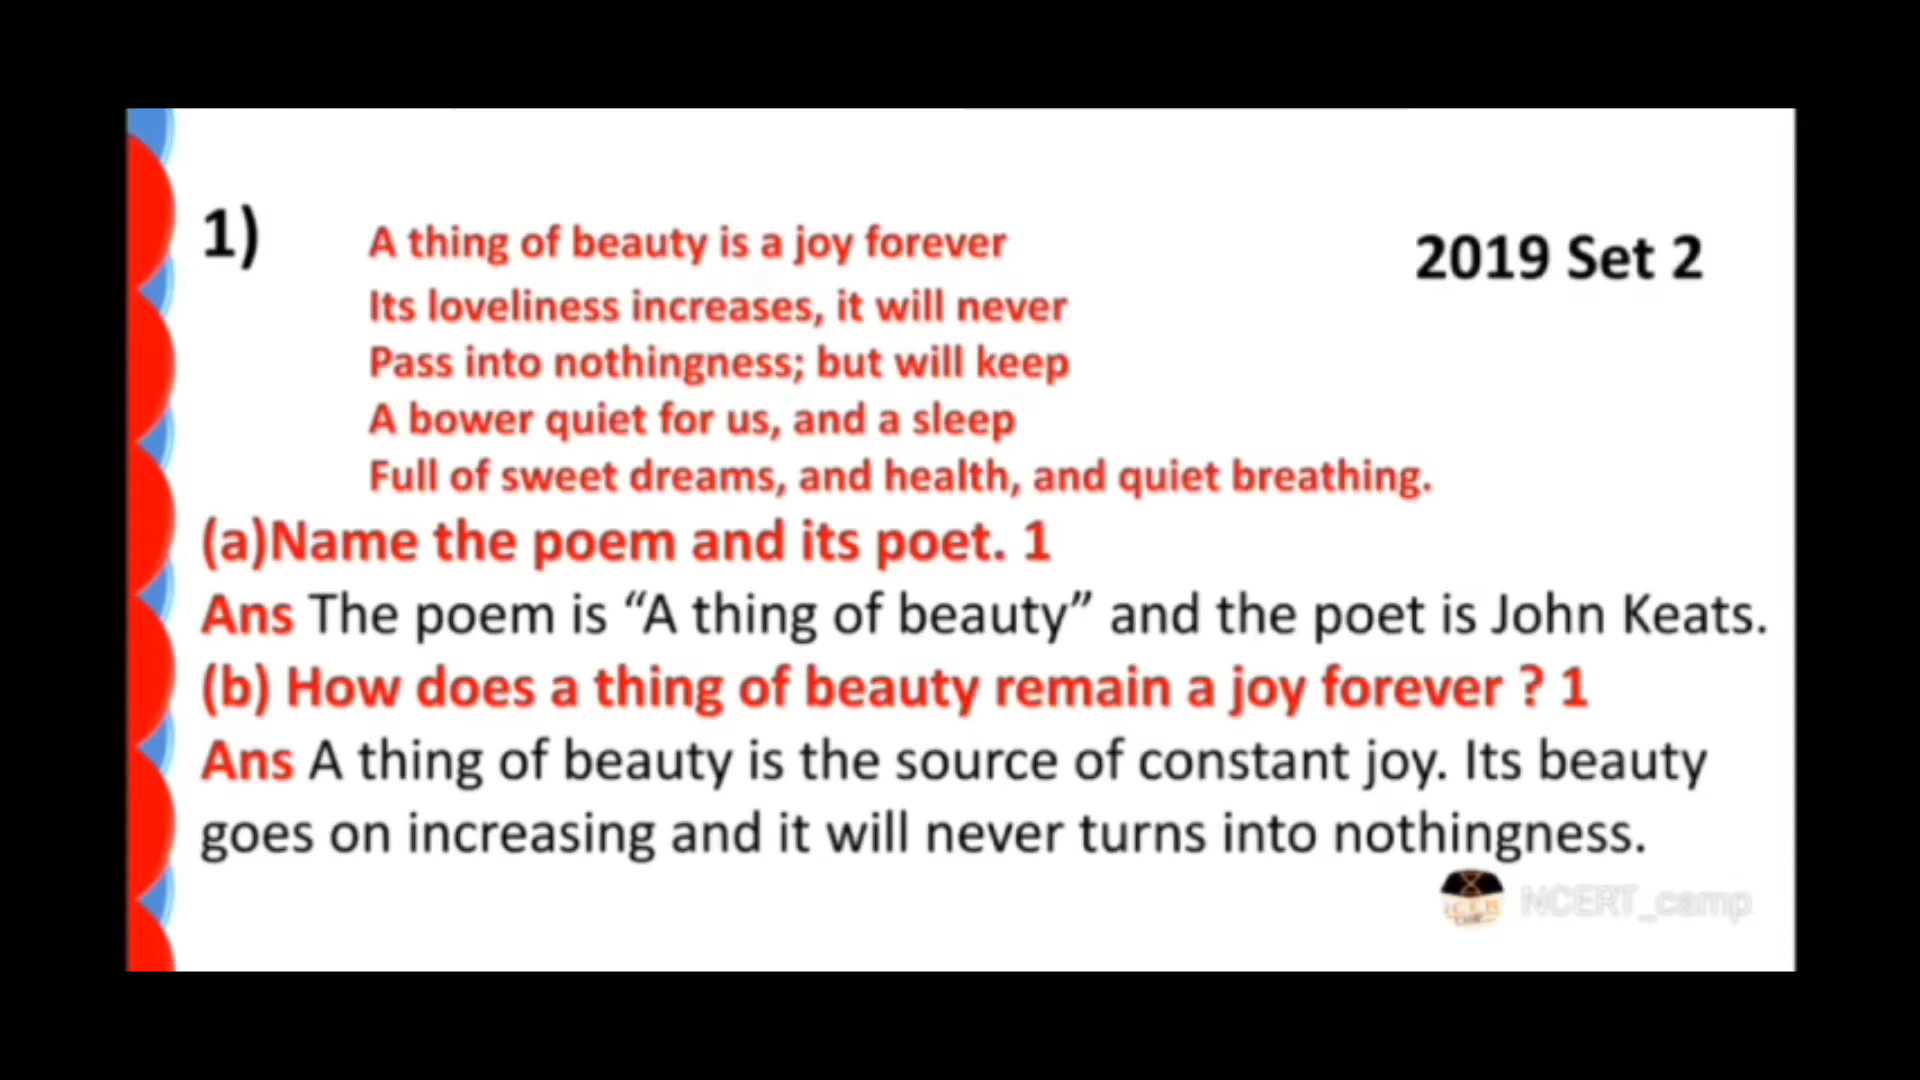 1)
A thing of beauty is a joy forever
2019 Set 2
Its loveliness increases, it will never
Pass into nothingness; but will keep
A bower quiet for us, and a sleep
Full of sweet dreams, and health, and quiet breathing.
(a)Name the poem and its poet. 1
Ans The poem is “A thing of beauty” and the poet is John Keats.
(b) How does a thing of beauty remain a joy forever ? 1
Ans A thing of beauty is the source of constant joy. Its beauty
goes on increasing and it will never turns into nothingness.
NCERT_camp